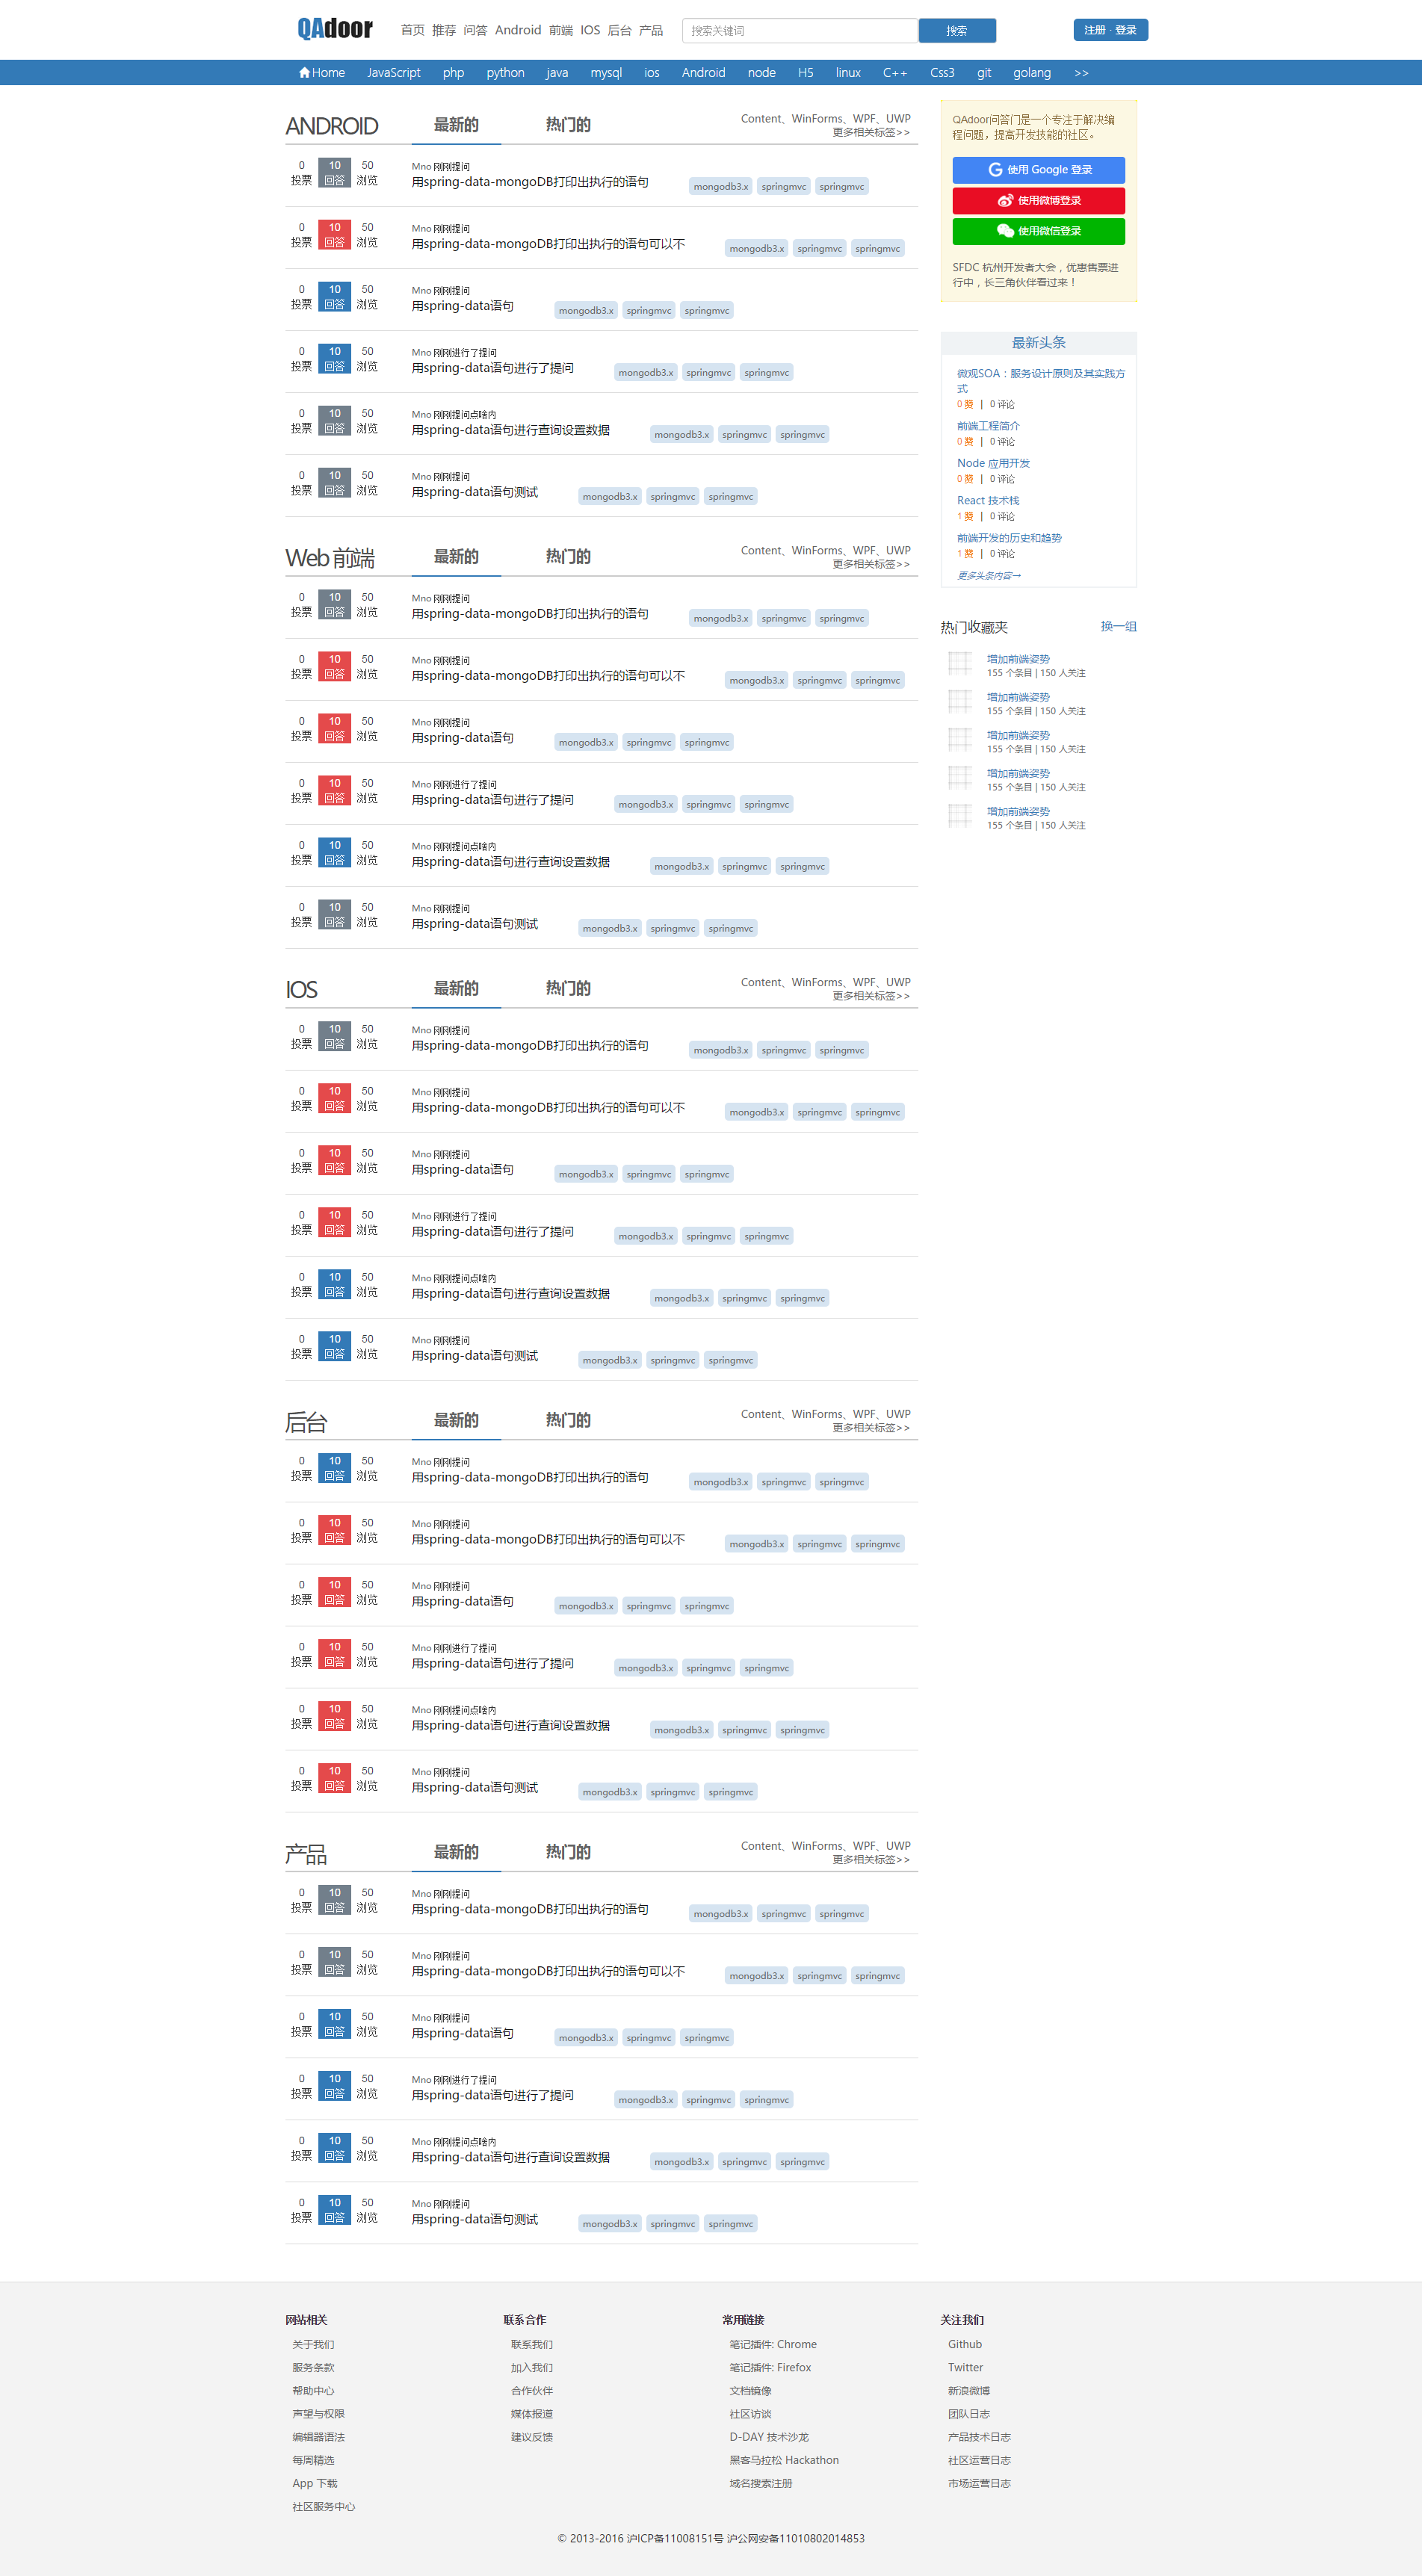 QAdoor
首页 推荐 问答 Android 前端 IOS 后台 产品
搜索关键词
搜索
注册 · 登录
Home JavaScript php python java mysql ios Android node H5 linux C++ Css3 git golang >>
ANDROID 最新的 热门的
Content、WinForms、WPF、UWP
更多相关标签>>
0 10 50 Mno 刚刚提问
投票 回答 浏览 用spring-data-mongoDB打印出执行的语句 mongodb3.x springmvc springmvc
0 10 50 Mno 刚刚提问
投票 回答 浏览 用spring-data-mongoDB打印出执行的语句可以不 mongodb3.x springmvc springmvc
0 10 50 Mno 刚刚提问
投票 回答 浏览 用spring-data语句 mongodb3.x springmvc springmvc
0 10 50 Mno 刚刚进行了提问
投票 回答 浏览 用spring-data语句进行了提问 mongodb3.x springmvc springmvc
0 10 50 Mno 刚刚提问点啥内
投票 回答 浏览 用spring-data语句进行查询设置数据 mongodb3.x springmvc springmvc
0 10 50 Mno 刚刚提问
投票 回答 浏览 用spring-data语句测试 mongodb3.x springmvc springmvc
Web 前端 最新的 热门的
Content、WinForms、WPF、UWP
更多相关标签>>
0 10 50 Mno 刚刚提问
投票 回答 浏览 用spring-data-mongoDB打印出执行的语句 mongodb3.x springmvc springmvc
0 10 50 Mno 刚刚提问
投票 回答 浏览 用spring-data-mongoDB打印出执行的语句可以不 mongodb3.x springmvc springmvc
0 10 50 Mno 刚刚提问
投票 回答 浏览 用spring-data语句 mongodb3.x springmvc springmvc
0 10 50 Mno 刚刚进行了提问
投票 回答 浏览 用spring-data语句进行了提问 mongodb3.x springmvc springmvc
0 10 50 Mno 刚刚提问点啥内
投票 回答 浏览 用spring-data语句进行查询设置数据 mongodb3.x springmvc springmvc
0 10 50 Mno 刚刚提问
投票 回答 浏览 用spring-data语句测试 mongodb3.x springmvc springmvc
IOS 最新的 热门的
Content、WinForms、WPF、UWP
更多相关标签>>
0 10 50 Mno 刚刚提问
投票 回答 浏览 用spring-data-mongoDB打印出执行的语句 mongodb3.x springmvc springmvc
0 10 50 Mno 刚刚提问
投票 回答 浏览 用spring-data-mongoDB打印出执行的语句可以不 mongodb3.x springmvc springmvc
0 10 50 Mno 刚刚提问
投票 回答 浏览 用spring-data语句 mongodb3.x springmvc springmvc
0 10 50 Mno 刚刚进行了提问
投票 回答 浏览 用spring-data语句进行了提问 mongodb3.x springmvc springmvc
0 10 50 Mno 刚刚提问点啥内
投票 回答 浏览 用spring-data语句进行查询设置数据 mongodb3.x springmvc springmvc
0 10 50 Mno 刚刚提问
投票 回答 浏览 用spring-data语句测试 mongodb3.x springmvc springmvc
后台 最新的 热门的
Content、WinForms、WPF、UWP
更多相关标签>>
0 10 50 Mno 刚刚提问
投票 回答 浏览 用spring-data-mongoDB打印出执行的语句 mongodb3.x springmvc springmvc
0 10 50 Mno 刚刚提问
投票 回答 浏览 用spring-data-mongoDB打印出执行的语句可以不 mongodb3.x springmvc springmvc
0 10 50 Mno 刚刚提问
投票 回答 浏览 用spring-data语句 mongodb3.x springmvc springmvc
0 10 50 Mno 刚刚进行了提问
投票 回答 浏览 用spring-data语句进行了提问 mongodb3.x springmvc springmvc
0 10 50 Mno 刚刚提问点啥内
投票 回答 浏览 用spring-data语句进行查询设置数据 mongodb3.x springmvc springmvc
0 10 50 Mno 刚刚提问
投票 回答 浏览 用spring-data语句测试 mongodb3.x springmvc springmvc
产品 最新的 热门的
Content、WinForms、WPF、UWP
更多相关标签>>
0 10 50 Mno 刚刚提问
投票 回答 浏览 用spring-data-mongoDB打印出执行的语句 mongodb3.x springmvc springmvc
0 10 50 Mno 刚刚提问
投票 回答 浏览 用spring-data-mongoDB打印出执行的语句可以不 mongodb3.x springmvc springmvc
0 10 50 Mno 刚刚提问
投票 回答 浏览 用spring-data语句 mongodb3.x springmvc springmvc
0 10 50 Mno 刚刚进行了提问
投票 回答 浏览 用spring-data语句进行了提问 mongodb3.x springmvc springmvc
0 10 50 Mno 刚刚提问点啥内
投票 回答 浏览 用spring-data语句进行查询设置数据 mongodb3.x springmvc springmvc
0 10 50 Mno 刚刚提问
投票 回答 浏览 用spring-data语句测试 mongodb3.x springmvc springmvc
QAdoor问答门是一个专注于解决编
程问题，提高开发技能的社区。
使用 Google 登录
使用微博登录
使用微信登录
SFDC 杭州开发者大会，优惠售票进
行中，长三角伙伴看过来！
最新头条
微观SOA：服务设计原则及其实践方
式
0 赞 | 0 评论
前端工程简介
0 赞 | 0 评论
Node 应用开发
0 赞 | 0 评论
React 技术栈
1 赞 | 0 评论
前端开发的历史和趋势
1 赞 | 0 评论
更多头条内容→
热门收藏夹 换一组
增加前端姿势
155 个条目 | 150 人关注
增加前端姿势
155 个条目 | 150 人关注
增加前端姿势
155 个条目 | 150 人关注
增加前端姿势
155 个条目 | 150 人关注
增加前端姿势
155 个条目 | 150 人关注
网站相关
关于我们
服务条款
帮助中心
声望与权限
编辑器语法
每周精选
App 下载
社区服务中心
联系合作
联系我们
加入我们
合作伙伴
媒体报道
建议反馈
常用链接
笔记插件: Chrome
笔记插件: Firefox
文档镜像
社区访谈
D-DAY 技术沙龙
黑客马拉松 Hackathon
域名搜索注册
关注我们
Github
Twitter
新浪微博
团队日志
产品技术日志
社区运营日志
市场运营日志
© 2013-2016 沪ICP备11008151号 沪公网安备11010802014853